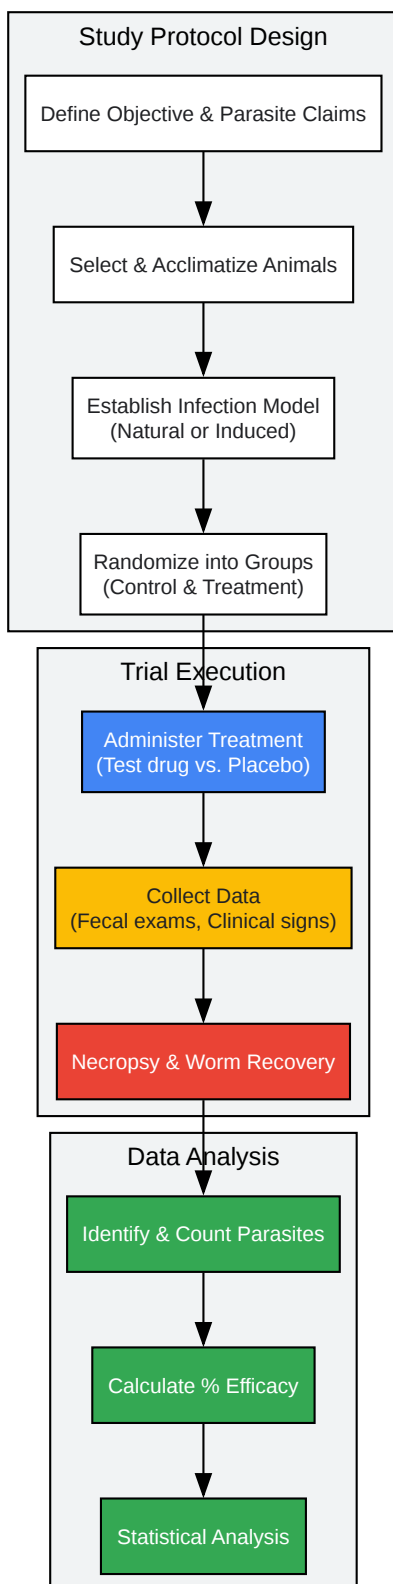 Study Protocol Design
Define Objective & Parasite Claims
Select & Acclimatize Animals
Establish Infection Model
(Natural or Induced)
Randomize into Groups
(Control & Treatment)
Trial Execution
Administer Treatment
(Test drug vs. Placebo)
Collect Data
(Fecal exams, Clinical signs)
Necropsy & Worm Recovery
Data Analysis
Identify & Count Parasites
Calculate % Efficacy
Statistical Analysis